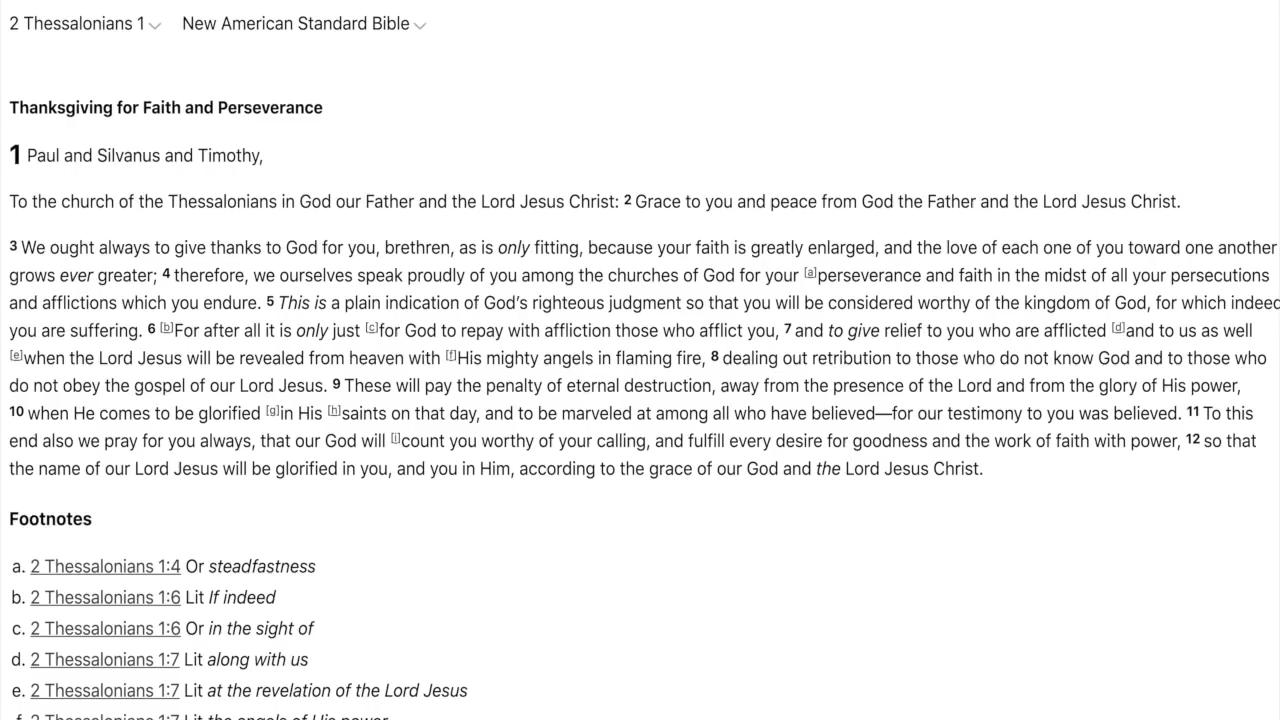 2 Thessalonians 1 New American Standard Bible
Thanksgiving for Faith and Perseverance
1 Paul and Silvanus and Timothy,
To the church of the Thessalonians in God our Father and the Lord Jesus Christ: 2 Grace to you and peace from God the Father and the Lord Jesus Christ.
3 We ought always to give thanks to God for you, brethren, as is only fitting, because your faith is greatly enlarged, and the love of each one of you toward one another
grows ever greater; 4 therefore, we ourselves speak proudly of you among the churches of God for your [a]perseverance and faith in the midst of all your persecutions
and afflictions which you endure. 5 This is a plain indication of God’s righteous judgment so that you will be considered worthy of the kingdom of God, for which indeed
you are suffering. 6 [b]For after all it is only just [c]for God to repay with affliction those who afflict you, 7 and to give relief to you who are afflicted [d]and to us as well
[e]when the Lord Jesus will be revealed from heaven with [f]His mighty angels in flaming fire, 8 dealing out retribution to those who do not know God and to those who
do not obey the gospel of our Lord Jesus. 9 These will pay the penalty of eternal destruction, away from the presence of the Lord and from the glory of His power,
10 when He comes to be glorified [g]in His [h]saints on that day, and to be marveled at among all who have believed—for our testimony to you was believed. 11 To this
end also we pray for you always, that our God will [i]count you worthy of your calling, and fulfill every desire for goodness and the work of faith with power, 12 so that
the name of our Lord Jesus will be glorified in you, and you in Him, according to the grace of our God and the Lord Jesus Christ.
Footnotes
a. 2 Thessalonians 1:4 Or steadfastness
b. 2 Thessalonians 1:6 Lit If indeed
c. 2 Thessalonians 1:6 Or in the sight of
d. 2 Thessalonians 1:7 Lit along with us
e. 2 Thessalonians 1:7 Lit at the revelation of the Lord Jesus
f. 2 Thessalonians 1:7 Lit the angels of His power